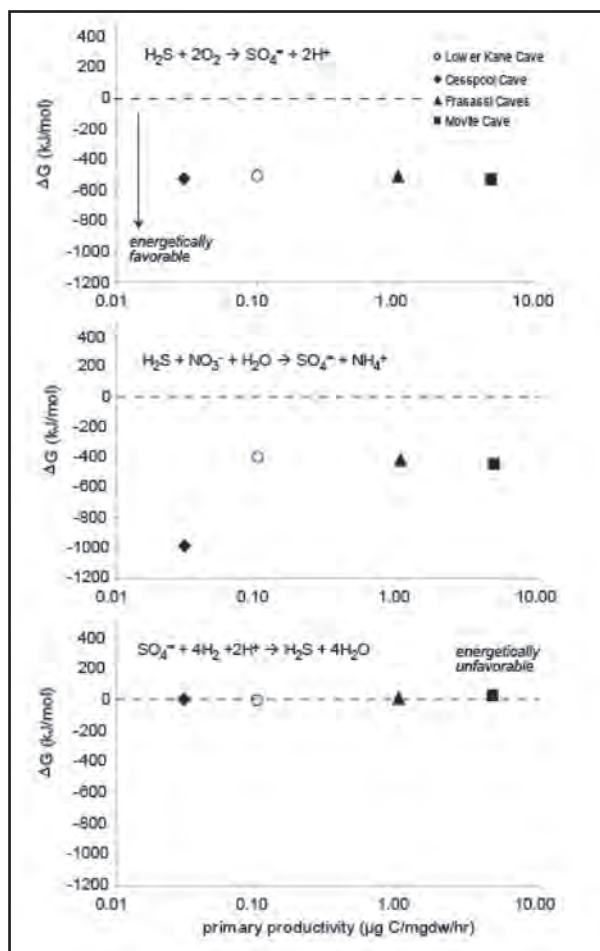 400
200
0
-200
-400
-600
-800
-1000
-1200
ΔG (kJ/mol)
H₂S + 2O₂ → SO₄⁼ + 2H⁺
Lower Kane Cave
Cesspool Cave
Frasassi Caves
Movile Cave
energetically
favorable
0.01 0.10 1.00 10.00
400
200
0
-200
-400
-600
-800
-1000
-1200
ΔG (kJ/mol)
H₂S + NO₃⁻ + H₂O → SO₄⁼ + NH₄⁺
0.01 0.10 1.00 10.00
400
200
0
-200
-400
-600
-800
-1000
-1200
ΔG (kJ/mol)
SO₄⁼ + 4H₂ +2H⁺ → H₂S + 4H₂O
energetically
unfavorable
0.01 0.10 1.00 10.00
primary productivity (µg C/mgdw/hr)